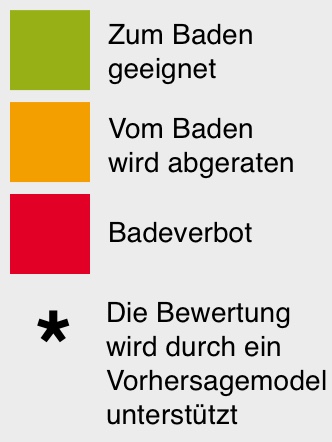 Zum Baden
geeignet
Vom Baden
wird abgeraten
Badeverbot
* Die Bewertung
wird durch ein
Vorhersagemodel
unterstützt